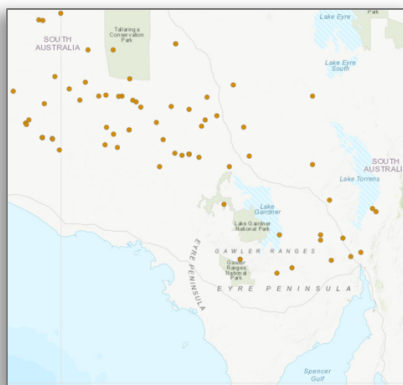 Tallaringa
Conservation
Park
Lake Eyre
Park
SOUTH
AUSTRALIA
Lake Eyre
South
SOUTH
AUSTRALI
Lake Torrens
Lake
Gairdner
Lake Gairdner
National Park
GAWLER RANGES
Gawler
Ranges
National
Park
EYRE PENINSULA
EYRE PENINSULA
Spencer
Gulf